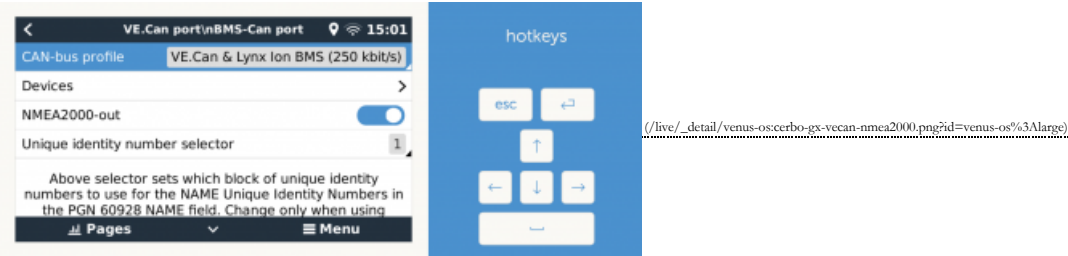 VE.Can port\nBMS-Can port 15:01
CAN-bus profile VE.Can & Lynx Ion BMS (250 kbit/s)
Devices
NMEA2000-out
Unique identity number selector 1
Above selector sets which block of unique identity
numbers to use for the NAME Unique Identity Numbers in
the PGN 60928 NAME field. Change only when using
Pages Menu
hotkeys
esc
(/live/_detail/venus-os:cerbo-gx-vecan-nmea2000.png?id=venus-os%3Alarge)